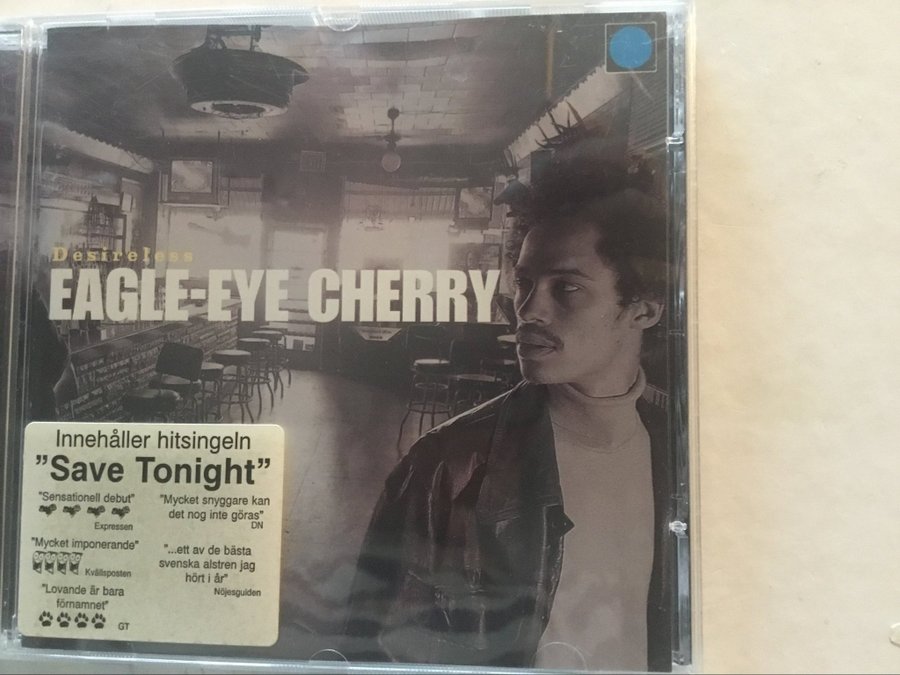 Desireless
EAGLE-EYE CHERRY
Innehåller hitsingeln
”Save Tonight”
"Sensationell debut"
Expressen
"Mycket imponerande"
Kvällsposten
"Lovande är bara
förnamnet"
GT
"Mycket snyggare kan
det nog inte göras"
DN
"...ett av de bästa
svenska alstren jag
hört i år"
Nöjesguiden